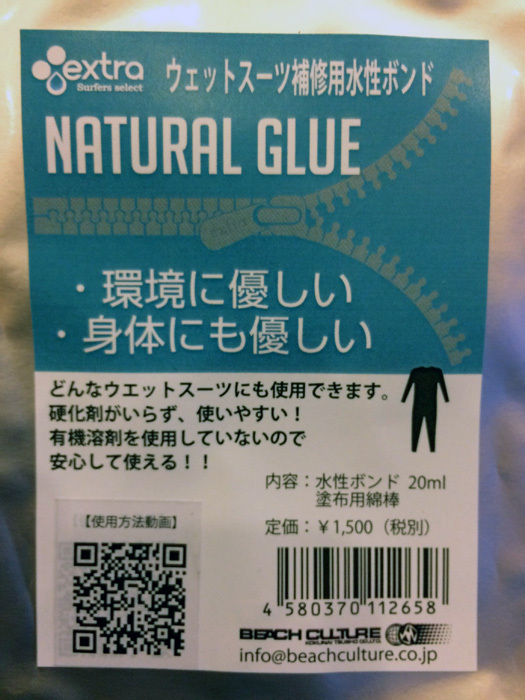 extra
Surfers select
ウェットスーツ補修用水性ボンド
NATURAL GLUE
・環境に優しい
・身体にも優しい
どんなウエットスーツにも使用できます。
硬化剤がいらず、使いやすい！
有機溶剤を使用していないので
安心して使える！！
内容：水性ボンド 20ml
塗布用綿棒
定価：￥1,500（税別）
【使用方法動画】
4 580370 112658
BEACH CULTURE
KOKUNAI TSUSHO CO.,LTD.
info@beachculture.co.jp